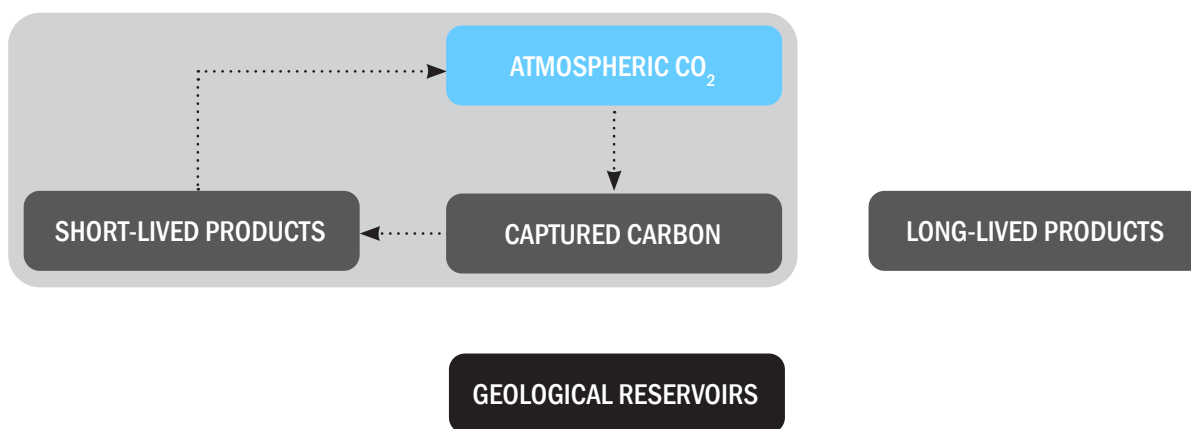 ATMOSPHERIC CO₂
SHORT-LIVED PRODUCTS
CAPTURED CARBON
LONG-LIVED PRODUCTS
GEOLOGICAL RESERVOIRS